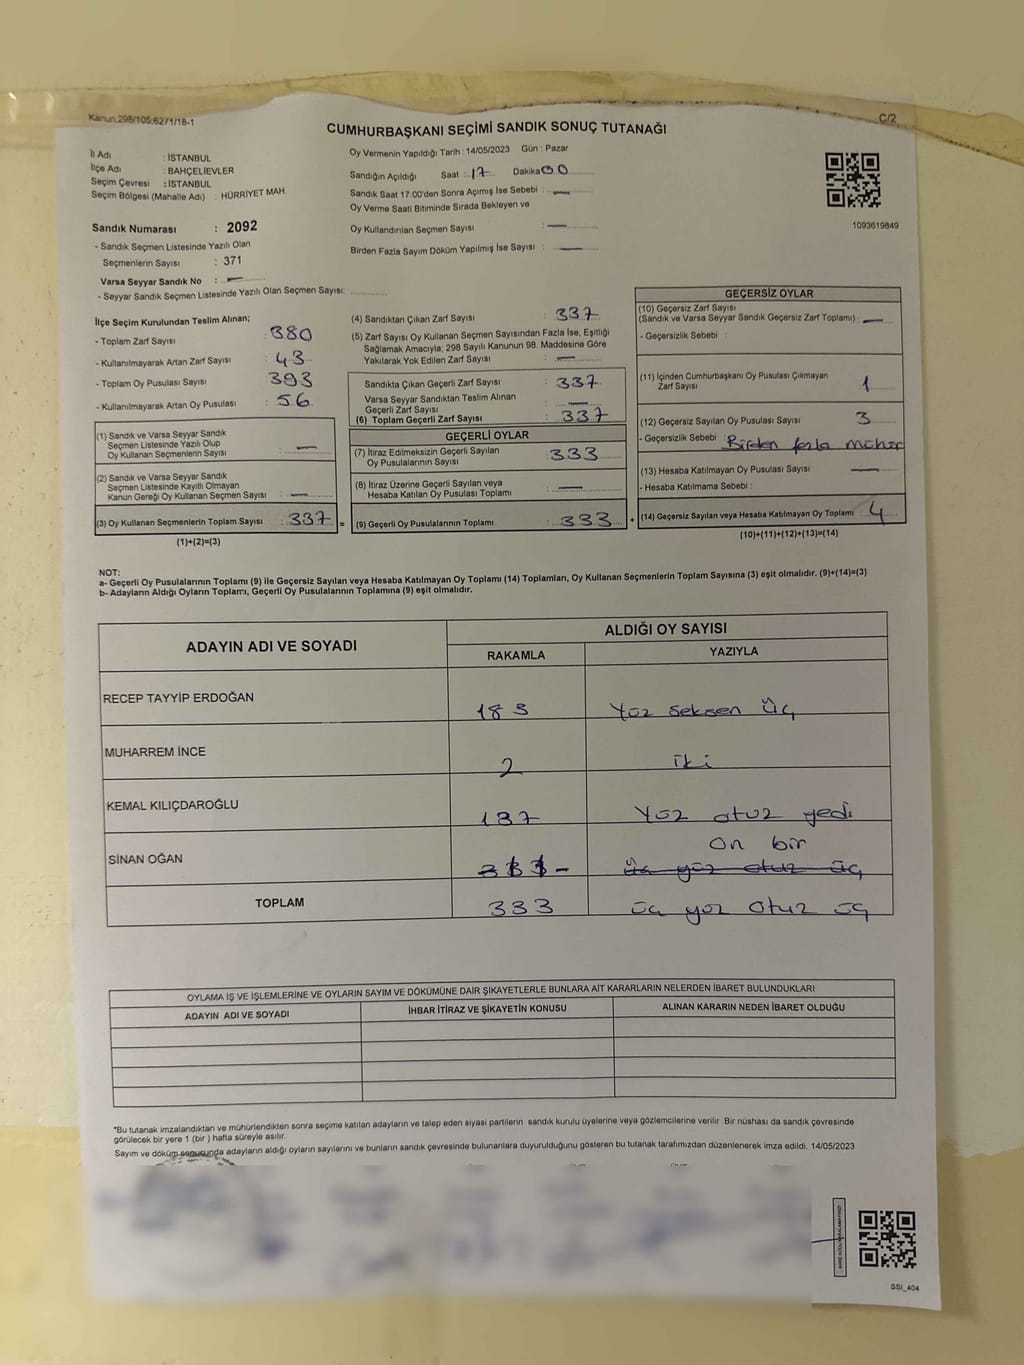 Kanun:298/105,6271/18-1
C/2
CUMHURBAŞKANI SEÇİMİ SANDIK SONUÇ TUTANAĞI
İl Adı : İSTANBUL
İlçe Adı : BAHÇELİEVLER
Seçim Çevresi : İSTANBUL
Seçim Bölgesi (Mahalle Adı) : HÜRRİYET MAH.
Sandık Numarası : 2092
- Sandık Seçmen Listesinde Yazılı Olan
Seçmenlerin Sayısı : 371
Varsa Seyyar Sandık No : —
- Seyyar Sandık Seçmen Listesinde Yazılı Olan Seçmen Sayısı:
Oy Vermenin Yapıldığı Tarih : 14/05/2023 Gün : Pazar
Sandığın Açıldığı Saat : 17 Dakika 00
Sandık Saat 17.00'den Sonra Açımış İse Sebebi : —
Oy Verme Saati Bitiminde Sırada Bekleyen ve
Oy Kullandırılan Seçmen Sayısı : —
Birden Fazla Sayım Döküm Yapılmış İse Sayısı : —
1093619849
İlçe Seçim Kurulundan Teslim Alınan;
- Toplam Zarf Sayısı : 380
- Kullanılmayarak Artan Zarf Sayısı : 43
- Toplam Oy Pusulası Sayısı : 393
- Kullanılmayarak Artan Oy Pusulası : 56
(1) Sandık ve Varsa Seyyar Sandık
Seçmen Listesinde Yazılı Olup
Oy Kullanan Seçmenlerin Sayısı : —
(2) Sandık ve Varsa Seyyar Sandık
Seçmen Listesinde Kayıtlı Olmayan
Kanun Gereği Oy Kullanan Seçmen Sayısı : —
(3) Oy Kullanan Seçmenlerin Toplam Sayısı : 337
(1)+(2)=(3)
=
(4) Sandıktan Çıkan Zarf Sayısı : 337
(5) Zarf Sayısı Oy Kullanan Seçmen Sayısından Fazla İse, Eşitliği
Sağlamak Amacıyla, 298 Sayılı Kanunun 98. Maddesine Göre
Yakılarak Yok Edilen Zarf Sayısı : —
Sandıkta Çıkan Geçerli Zarf Sayısı : 337
Varsa Seyyar Sandıktan Teslim Alınan
Geçerli Zarf Sayısı : —
(6) Toplam Geçerli Zarf Sayısı : 337
GEÇERLİ OYLAR
(7) İtiraz Edilmeksizin Geçerli Sayılan
Oy Pusulalarının Sayısı : 333
(8) İtiraz Üzerine Geçerli Sayılan veya
Hesaba Katılan Oy Pusulası Toplamı : —
(9) Geçerli Oy Pusulalarının Toplamı : 333
+
GEÇERSİZ OYLAR
(10) Geçersiz Zarf Sayısı
(Sandık ve Varsa Seyyar Sandık Geçersiz Zarf Toplamı) : —
- Geçersizlik Sebebi :
(11) İçinden Cumhurbaşkanı Oy Pusulası Çıkmayan
Zarf Sayısı : 1
(12) Geçersiz Sayılan Oy Pusulası Sayısı : 3
- Geçersizlik Sebebi : Birden fazla mühür
(13) Hesaba Katılmayan Oy Pusulası Sayısı : —
- Hesaba Katılmama Sebebi :
(14) Geçersiz Sayılan veya Hesaba Katılmayan Oy Toplamı : 4
(10)+(11)+(12)+(13)=(14)
NOT:
a- Geçerli Oy Pusulalarının Toplamı (9) ile Geçersiz Sayılan veya Hesaba Katılmayan Oy Toplamı (14) Toplamları, Oy Kullanan Seçmenlerin Toplam Sayısına (3) eşit olmalıdır. (9)+(14)=(3)
b- Adayların Aldığı Oyların Toplamı, Geçerli Oy Pusulalarının Toplamına (9) eşit olmalıdır.
ADAYIN ADI VE SOYADI
ALDIĞI OY SAYISI
RAKAMLA YAZIYLA
RECEP TAYYİP ERDOĞAN 183 Yüz seksen üç
MUHARREM İNCE 2 iki
KEMAL KILIÇDAROĞLU 137 Yüz otuz yedi
on bir
SİNAN OĞAN üç yüz otuz üç
TOPLAM 333 üç yüz otuz üç
OYLAMA İŞ VE İŞLEMLERİNE VE OYLARIN SAYIM VE DÖKÜMÜNE DAİR ŞİKAYETLERLE BUNLARA AİT KARARLARIN NELERDEN İBARET BULUNDUKLARI
ADAYIN ADI VE SOYADI İHBAR İTİRAZ VE ŞİKAYETİN KONUSU ALINAN KARARIN NEDEN İBARET OLDUĞU
*Bu tutanak imzalandıktan ve mühürlendikten sonra seçime katılan adayların ve talep eden siyasi partilerin sandık kurulu üyelerine veya gözlemcilerine verilir. Bir nüshası da sandık çevresinde
görülecek bir yere 1 (bir) hafta süreyle asılır.
Sayım ve döküm sonucunda adayların aldığı oyların sayılarını ve bunların sandık çevresinde bulunanlara duyurulduğunu gösteren bu tutanak tarafımızdan düzenlenerek imza edildi. 14/05/2023
SSI_404